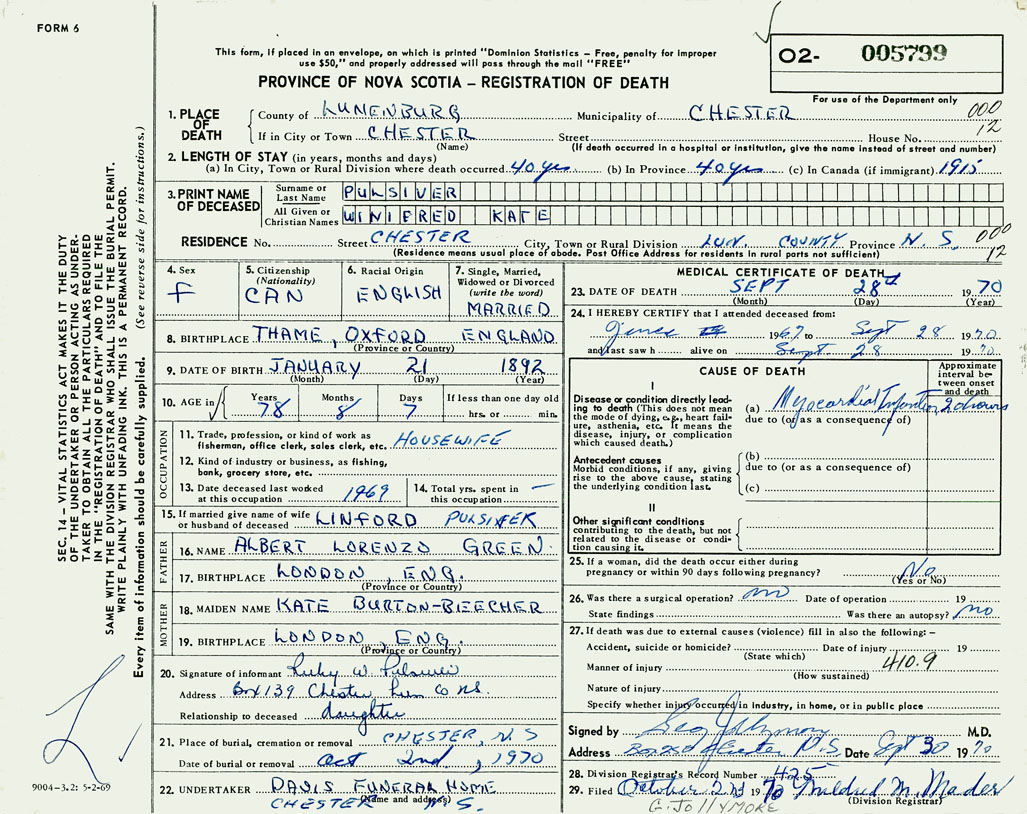 FORM 6
This form, if placed in an envelope, on which is printed "Dominion Statistics – Free, penalty for improper
use $50," and properly addressed will pass through the mail "FREE"
PROVINCE OF NOVA SCOTIA – REGISTRATION OF DEATH
O2- 005799
For use of the Department only
1. PLACE OF DEATH
County of LUNENBURG Municipality of CHESTER 000
If in City or Town CHESTER Street House No. 12
(Name) (If death occurred in a hospital or institution, give the name instead of street and number)
2. LENGTH OF STAY (in years, months and days)
(a) In City, Town or Rural Division where death occurred 40 yrs. (b) In Province 40 yrs (c) In Canada (if immigrant) 1915
3. PRINT NAME OF DECEASED
Surname or Last Name PULSIVER
All Given or Christian Names WINIFRED KATE
RESIDENCE No. Street CHESTER City, Town or Rural Division LUN. COUNTY Province N.S. 000
(Residence means usual place of abode. Post Office Address for residents in rural parts not sufficient) 12
4. Sex F
5. Citizenship (Nationality) CAN
6. Racial Origin ENGLISH
7. Single, Married, Widowed or Divorced (write the word) MARRIED
8. BIRTHPLACE THAME, OXFORD ENGLAND
(Province or Country)
9. DATE OF BIRTH JANUARY 21 1892
(Month) (Day) (Year)
10. AGE in Years Months Days If less than one day old
78 8 7 hrs. or min.
OCCUPATION
11. Trade, profession, or kind of work as fisherman, office clerk, sales clerk, etc. HOUSEWIFE
12. Kind of industry or business, as fishing, bank, grocery store, etc.
13. Date deceased last worked at this occupation 1969
14. Total yrs. spent in this occupation –
15. If married give name of wife or husband of deceased LINFORD PULSIFER
FATHER
16. NAME ALBERT LORENZO GREEN
17. BIRTHPLACE LONDON, ENG.
(Province or Country)
MOTHER
18. MAIDEN NAME KATE BURTON-BEECHER
19. BIRTHPLACE LONDON, ENG.
(Province or Country)
20. Signature of informant Ruby W.
Address Box 139 Chester Lun Co NS.
Relationship to deceased daughter
21. Place of burial, cremation or removal CHESTER, N.S
Date of burial or removal Oct 2nd, 1970
22. UNDERTAKER DAVIS FUNERAL HOME
(Name and address)
CHESTER N.S.
MEDICAL CERTIFICATE OF DEATH
23. DATE OF DEATH SEPT 28th 1970
(Month) (Day) (Year)
24. I HEREBY CERTIFY that I attended deceased from:
June 1967 to Sept 28 1970
and last saw h alive on Sept. 28 1970
CAUSE OF DEATH
Approximate interval between onset and death
I
Disease or condition directly leading to death (This does not mean the mode of dying, e.g., heart failure, asthenia, etc. It means the disease, injury, or complication which caused death.)
(a) Myocardial Infarction 2 hours
due to (or as a consequence of)
Antecedent causes
Morbid conditions, if any, giving rise to the above cause, stating the underlying condition last.
(b)
due to (or as a consequence of)
(c)
II
Other significant conditions
contributing to the death, but not related to the disease or condition causing it.
25. If a woman, did the death occur either during
pregnancy or within 90 days following pregnancy? No
(Yes or No)
26. Was there a surgical operation? no Date of operation 19
State findings Was there an autopsy? no
27. If death was due to external causes (violence) fill in also the following:–
Accident, suicide or homicide? Date of injury 19
(State which)
Manner of injury 410.9
(How sustained)
Nature of injury
Specify whether injury occurred in industry, in home, or in public place
Signed by M.D.
Address Chester N.S Date Sept 30 1970
28. Division Registrar's Record Number 425
29. Filed October 2nd 1970 Mildred M. Mader
(Division Registrar)
G. JOLLYMORE
SEC. 14 – VITAL STATISTICS ACT MAKES IT THE DUTY
OF THE UNDERTAKER OR PERSON ACTING AS UNDER-
TAKER TO OBTAIN ALL THE PARTICULARS REQUIRED
IN THE "REGISTRATION OF DEATH" AND TO FILE THE
SAME WITH THE DIVISION REGISTRAR WHO SHALL ISSUE THE BURIAL PERMIT.
WRITE PLAINLY WITH UNFADING INK. THIS IS A PERMANENT RECORD.
Every item of information should be carefully supplied. (See reverse side for instructions.)
9004-3.2: 5-2-69